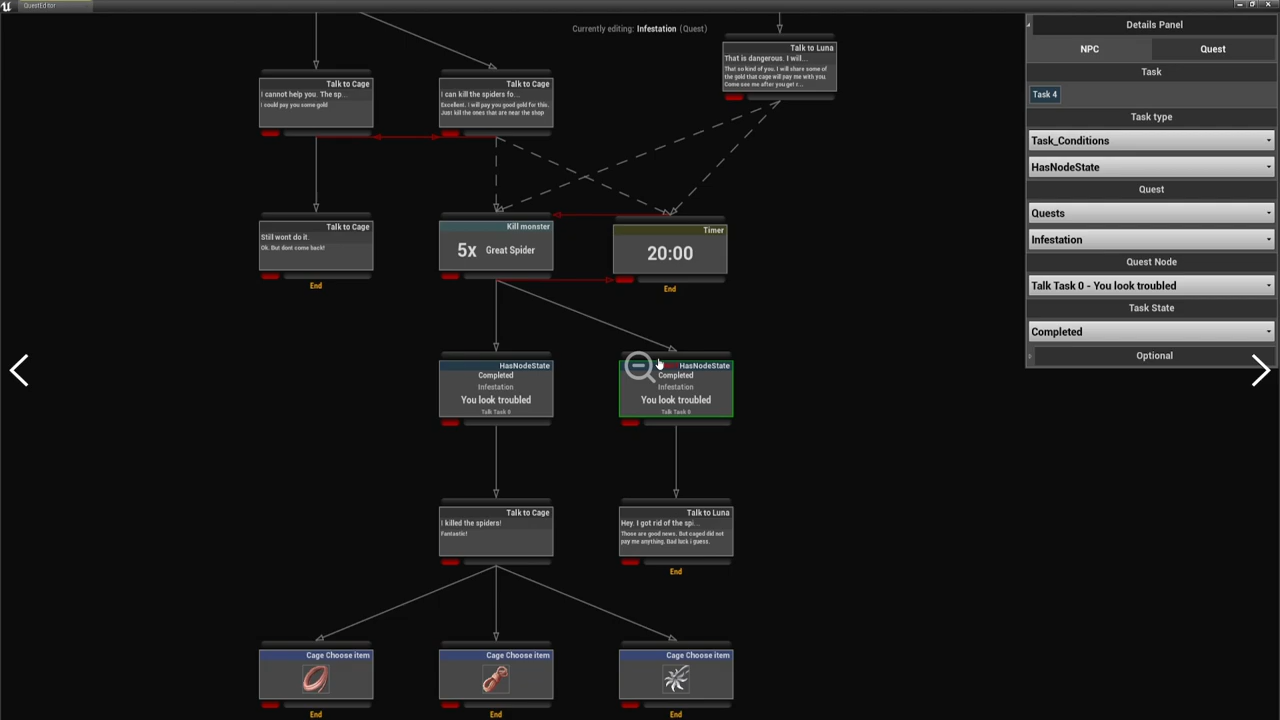 QuestEditor
Currently editing: Infestation (Quest)
Talk to Luna
That is dangerous. I will...
That so kind of you. I will share some of
the gold that cage will pay me with you.
Come see me after you get r...
Talk to Cage
I cannot help you. The sp...
I could pay you some gold
Talk to Cage
I can kill the spiders fo...
Excellent. I will pay you good gold for this.
Just kill the ones that are near the shop
Talk to Cage
Still wont do it.
Ok. But dont come back!
End
Kill monster
5x Great Spider
Timer
20:00
End
HasNodeState
Completed
Infestation
You look troubled
Talk Task 0
HasNodeState
Completed
Infestation
You look troubled
Talk Task 0
Talk to Cage
I killed the spiders!
Fantastic!
Talk to Luna
Hey. I got rid of the spi...
Those are good news. But caged did not
pay me anything. Bad luck i guess.
End
Cage Choose item
End
Cage Choose item
End
Cage Choose item
End
Details Panel
NPC Quest
Task
Task 4
Task type
Task_Conditions
HasNodeState
Quest
Quests
Infestation
Quest Node
Talk Task 0 - You look troubled
Task State
Completed
Optional